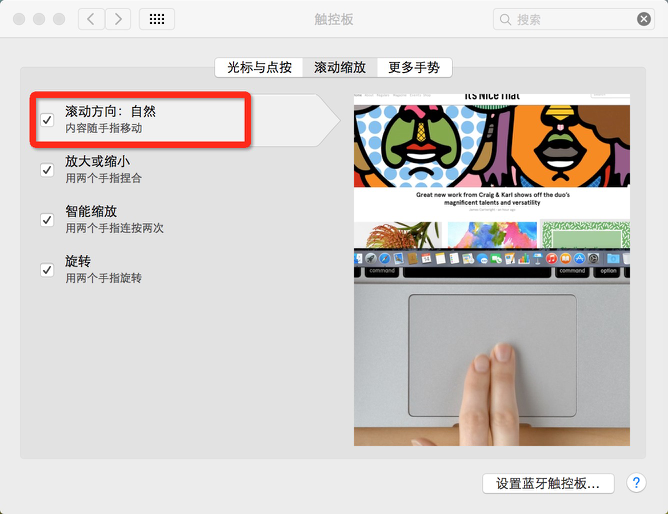 触控板
搜索
光标与点按
滚动缩放
更多手势
滚动方向：自然
内容随手指移动
放大或缩小
用两个手指捏合
智能缩放
用两个手指连按两次
旋转
用两个手指旋转
It's Nice That
Great new work from Craig & Karl shows off the duo's
magnificent talents and versatility
command
command
option
设置蓝牙触控板...
?